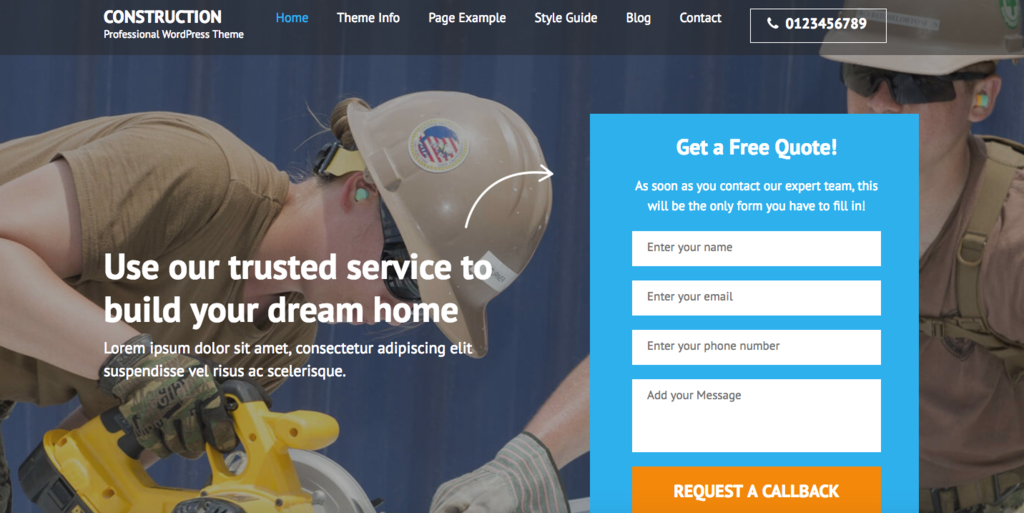 CONSTRUCTION
Professional WordPress Theme
Home
Theme Info
Page Example
Style Guide
Blog
Contact
0123456789
Get a Free Quote!
As soon as you contact our expert team, this
will be the only form you have to fill in!
Enter your name
Enter your email
Enter your phone number
Add your Message
REQUEST A CALLBACK
Use our trusted service to
build your dream home
Lorem ipsum dolor sit amet, consectetur adipiscing elit
suspendisse vel risus ac scelerisque.